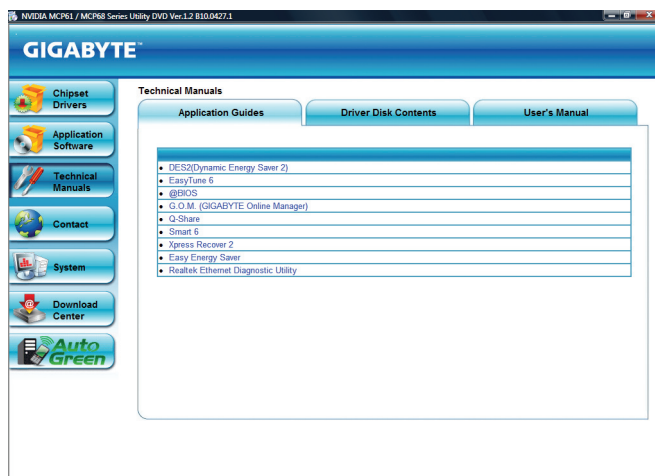 NVIDIA MCP61 / MCP68 Series Utility DVD Ver.1.2 B10.0427.1
GIGABYTE™
Chipset
Drivers
Application
Software
Technical
Manuals
Contact
System
Download
Center
Auto
Green
Technical Manuals
Application Guides
Driver Disk Contents
User's Manual
DES2(Dynamic Energy Saver 2)
EasyTune 6
@BIOS
G.O.M. (GIGABYTE Online Manager)
Q-Share
Smart 6
Xpress Recover 2
Easy Energy Saver
Realtek Ethernet Diagnostic Utility